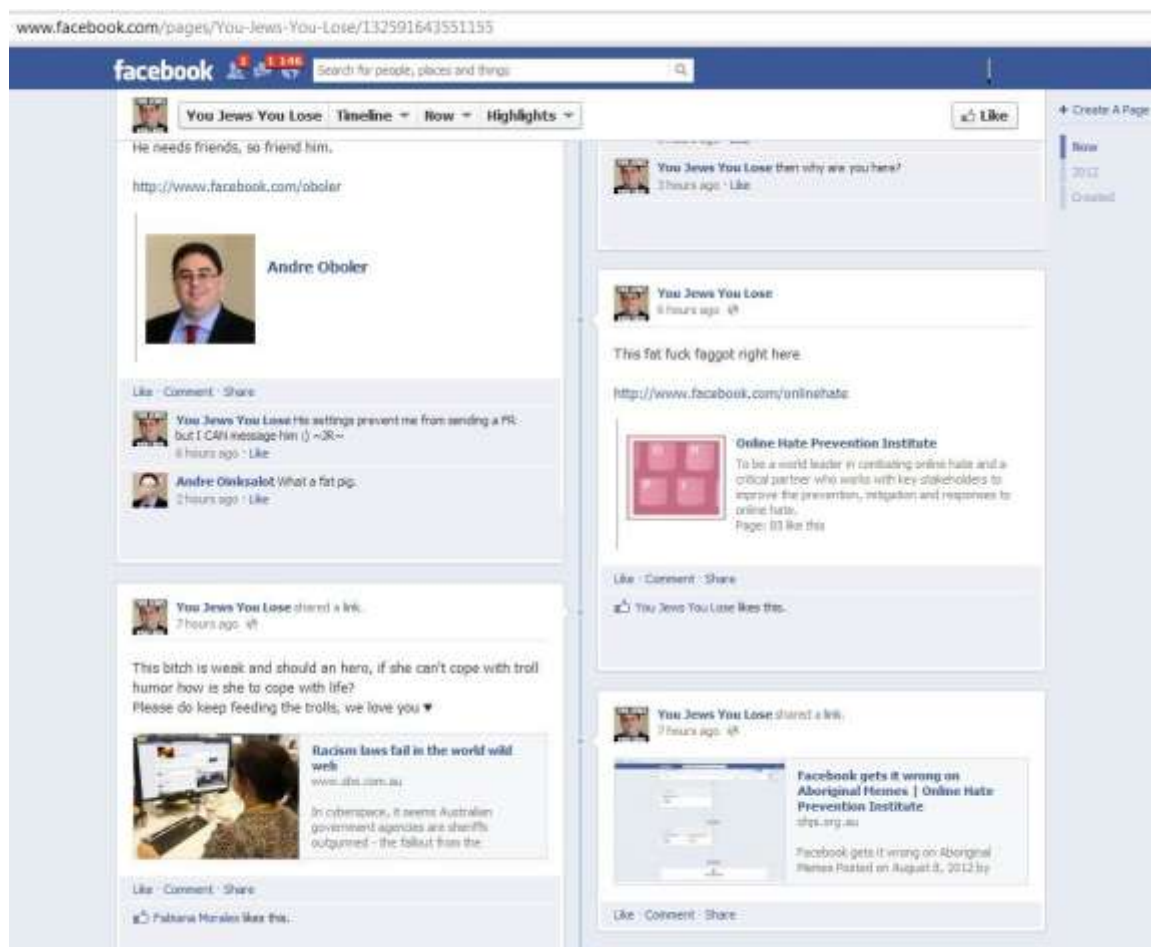 www.facebook.com/pages/You-Jews-You-Lose/132591643551155
facebook
Search for people, places and things
You Jews You Lose Timeline Now Highlights
Like
+ Create A Page
Now
2012
Created
He needs friends, so friend him.
http://www.facebook.com/oboler
Andre Oboler
Like · Comment · Share
You Jews You Lose His settings prevent me from sending a FR
but I CAN message him :) ~JR~
6 hours ago · Like
Andre Oinksalot What a fat pig.
2 hours ago · Like
You Jews You Lose shared a link.
7 hours ago
This bitch is weak and should an hero, if she can't cope with troll
humor how is she to cope with life?
Please do keep feeding the trolls, we love you ♥
Racism laws fail in the world wild
web
www.sbs.com.au
In cyberspace, it seems Australian
government agencies are sheriffs
outgunned - the fallout from the
Like · Comment · Share
Fabiana Morales likes this.
You Jews You Lose then why are you here?
3 hours ago · Like
You Jews You Lose
6 hours ago
This fat fuck faggot right here
http://www.facebook.com/onlinehate
Online Hate Prevention Institute
To be a world leader in combating online hate and a
critical partner who works with key stakeholders to
improve the prevention, mitigation and responses to
online hate.
Page: 83 like this
Like · Comment · Share
You Jews You Lose likes this.
You Jews You Lose shared a link.
7 hours ago
Facebook gets it wrong on
Aboriginal Memes | Online Hate
Prevention Institute
ohpi.org.au
Facebook gets it wrong on Aboriginal
Memes Posted on August 8, 2012 by
Like · Comment · Share